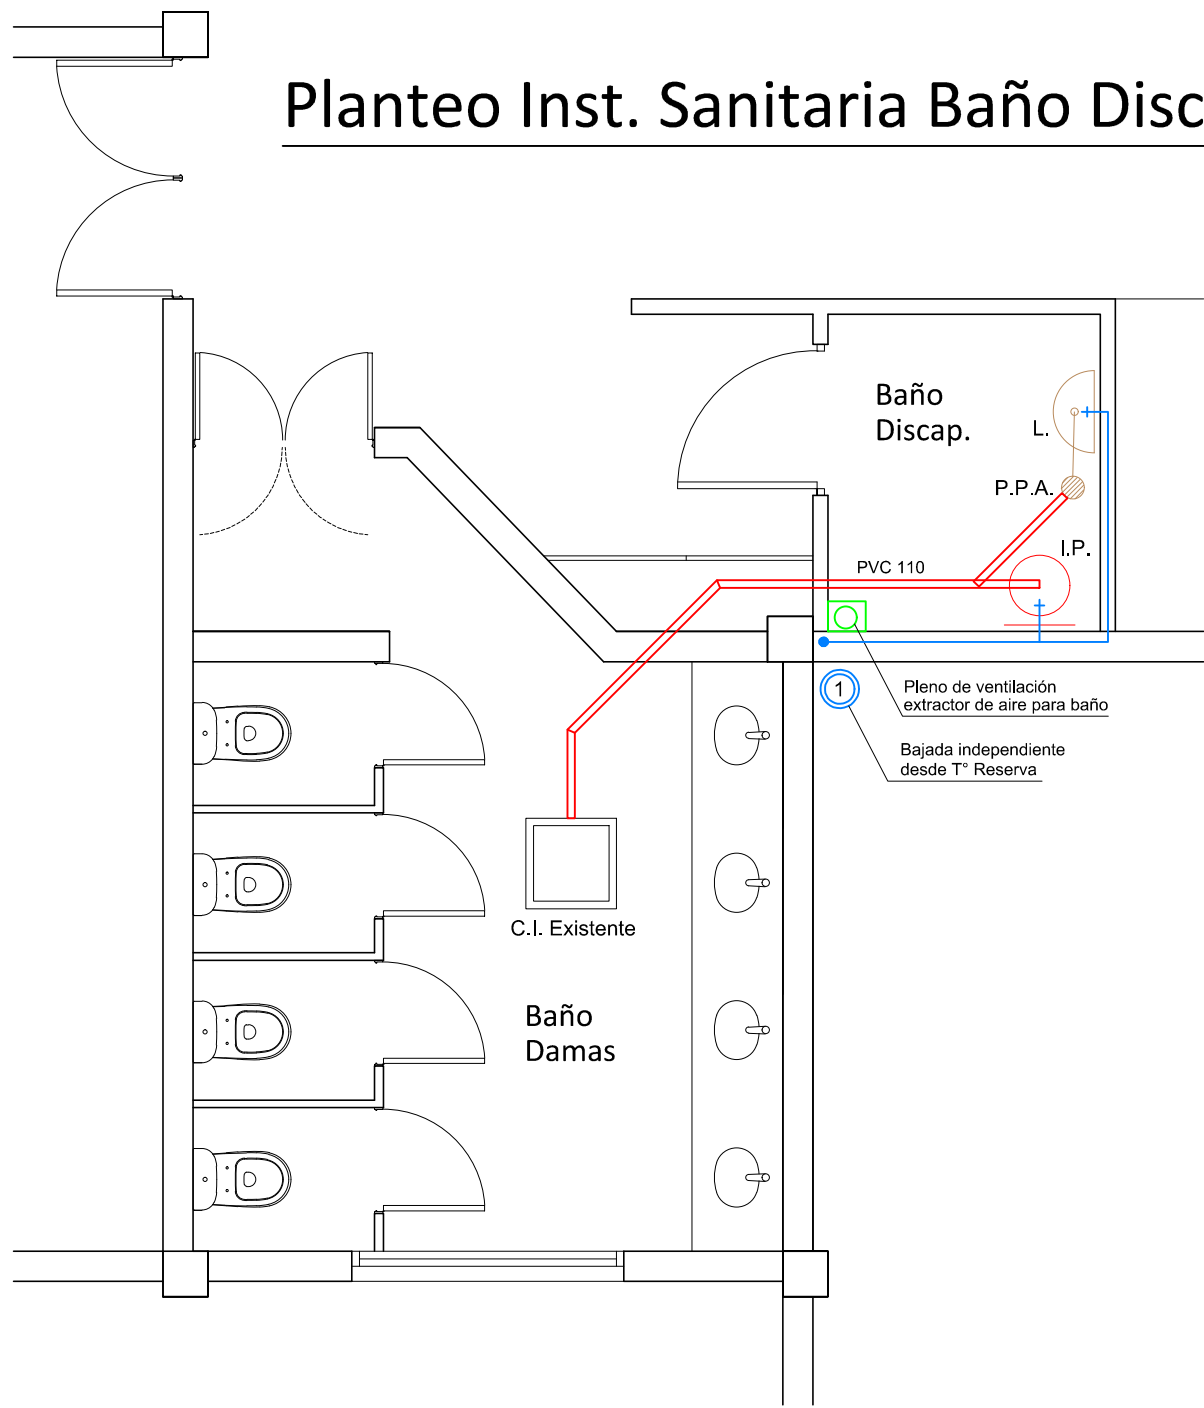 Planteo Inst. Sanitaria Baño Disc
Baño
Discap.
L.
P.P.A.
I.P.
PVC 110
1
Pleno de ventilación
extractor de aire para baño
Bajada independiente
desde T° Reserva
C.I. Existente
Baño
Damas